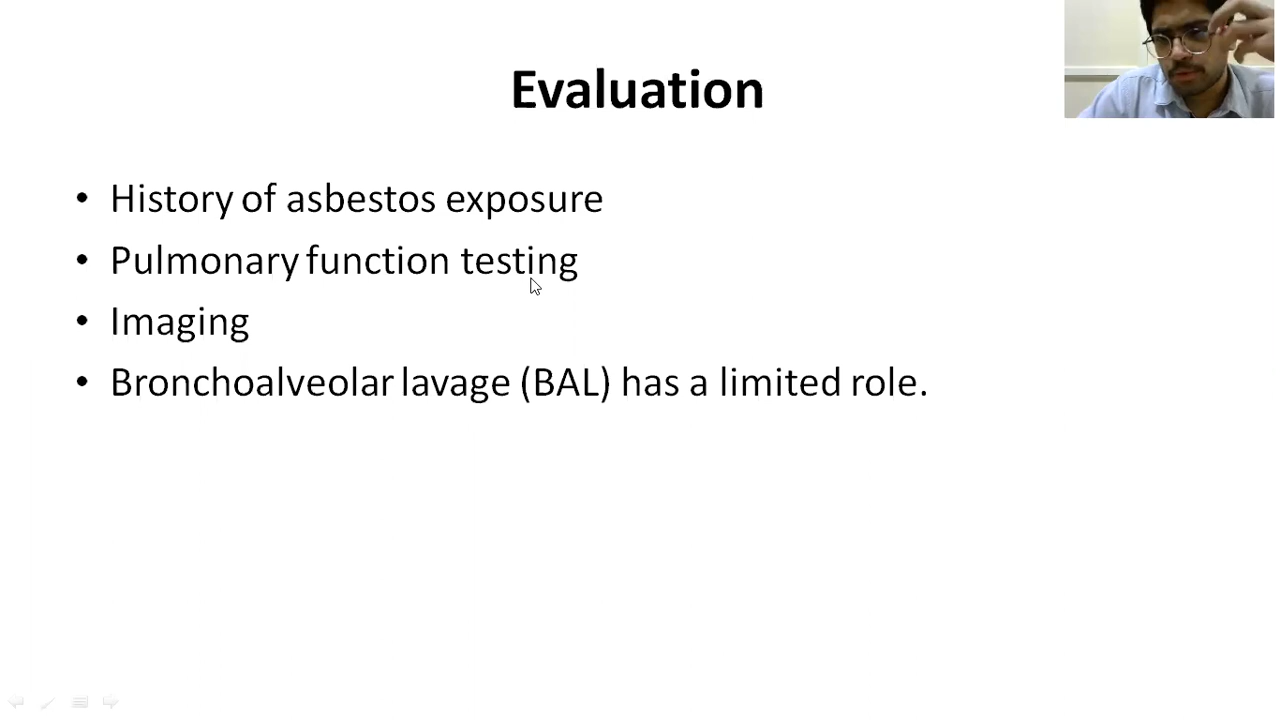 Evaluation
• History of asbestos exposure
• Pulmonary function testing
• Imaging
• Bronchoalveolar lavage (BAL) has a limited role.